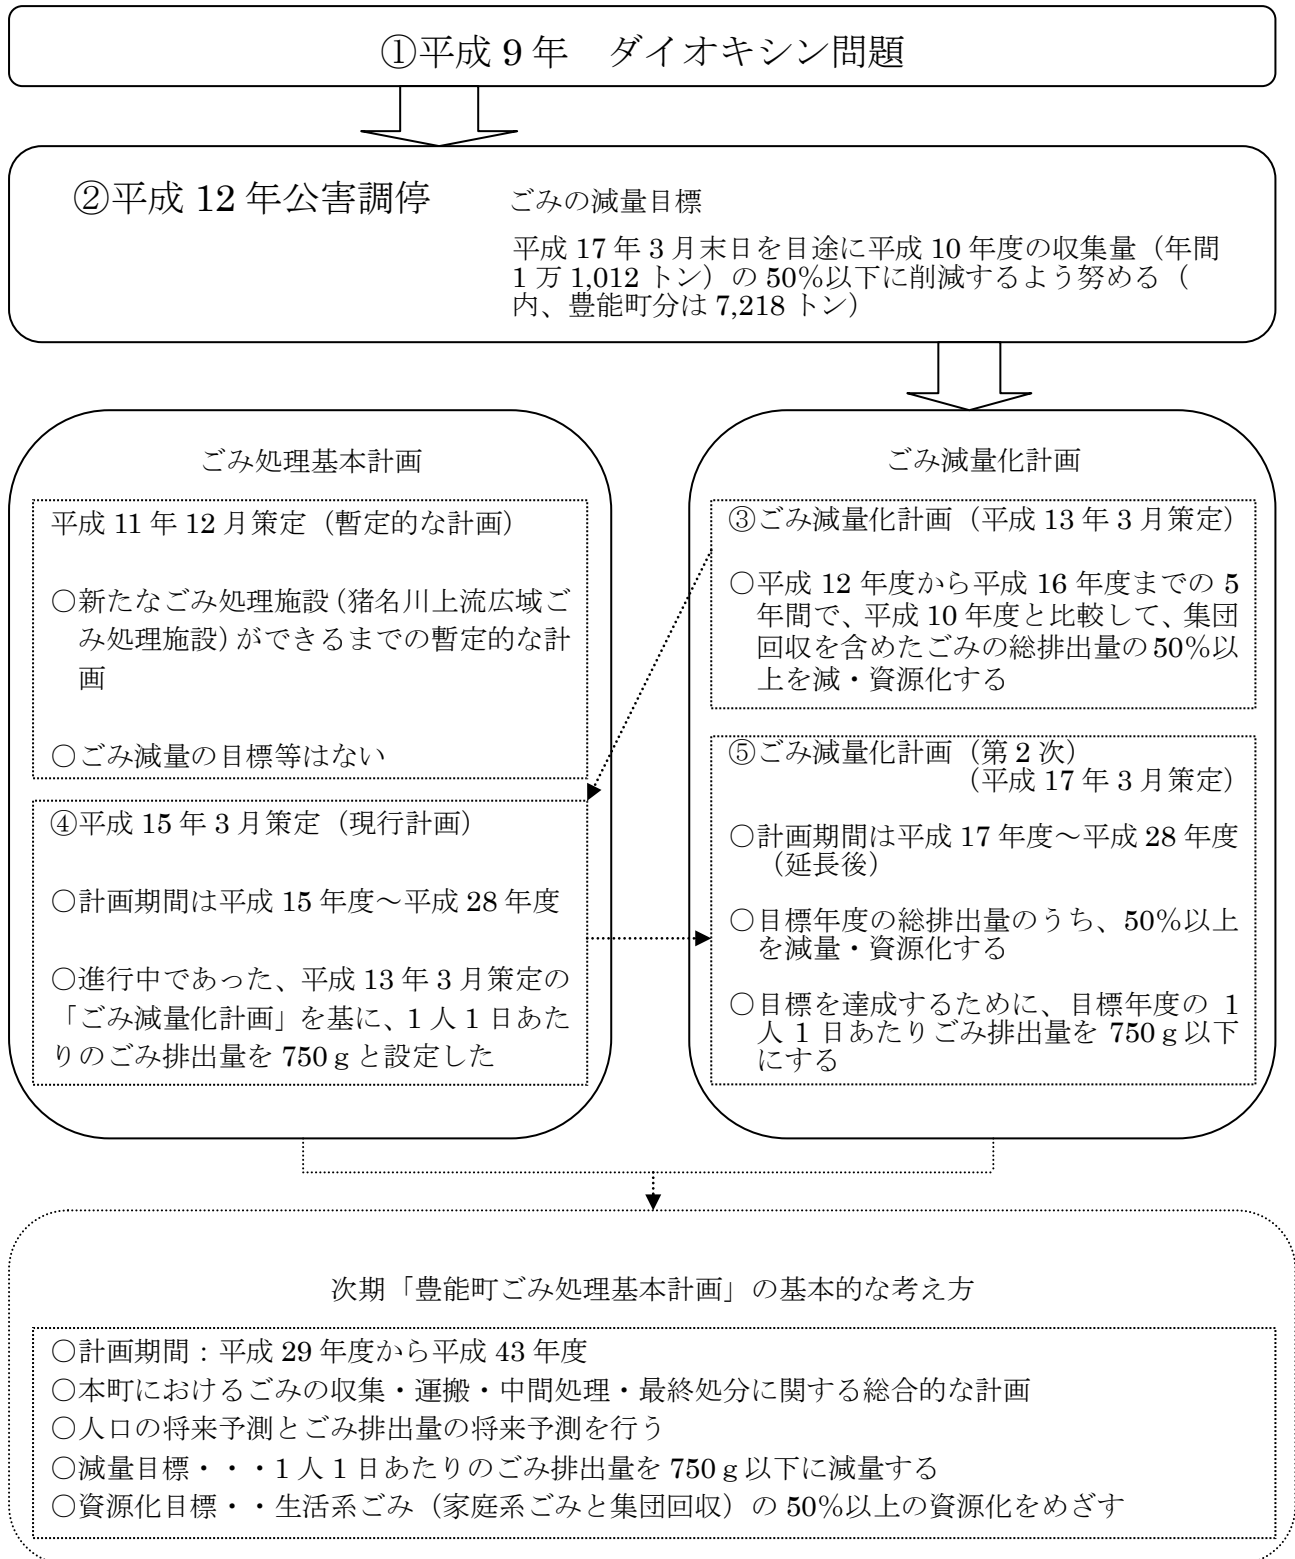 ①平成 9 年　ダイオキシン問題
②平成 12 年公害調停
ごみの減量目標
平成 17 年 3 月末日を目途に平成 10 年度の収集量（年間
1 万 1,012 トン）の 50％以下に削減するよう努める（
内、豊能町分は 7,218 トン）
ごみ処理基本計画
平成 11 年 12 月策定（暫定的な計画）
○新たなごみ処理施設（猪名川上流広域ご
み処理施設）ができるまでの暫定的な計
画
○ごみ減量の目標等はない
④平成 15 年 3 月策定（現行計画）
○計画期間は平成 15 年度～平成 28 年度
○進行中であった、平成 13 年 3 月策定の
「ごみ減量化計画」を基に、1 人 1 日あた
りのごみ排出量を 750ｇと設定した
ごみ減量化計画
③ごみ減量化計画（平成 13 年 3 月策定）
○平成 12 年度から平成 16 年度までの 5
年間で、平成 10 年度と比較して、集団
回収を含めたごみの総排出量の 50％以
上を減・資源化する
⑤ごみ減量化計画（第 2 次）
（平成 17 年 3 月策定）
○計画期間は平成 17 年度～平成 28 年度
（延長後）
○目標年度の総排出量のうち、50％以上
を減量・資源化する
○目標を達成するために、目標年度の 1
人 1 日あたりごみ排出量を 750ｇ以下
にする
次期「豊能町ごみ処理基本計画」の基本的な考え方
○計画期間：平成 29 年度から平成 43 年度
○本町におけるごみの収集・運搬・中間処理・最終処分に関する総合的な計画
○人口の将来予測とごみ排出量の将来予測を行う
○減量目標・・・1 人 1 日あたりのごみ排出量を 750ｇ以下に減量する
○資源化目標・・生活系ごみ（家庭系ごみと集団回収）の 50％以上の資源化をめざす